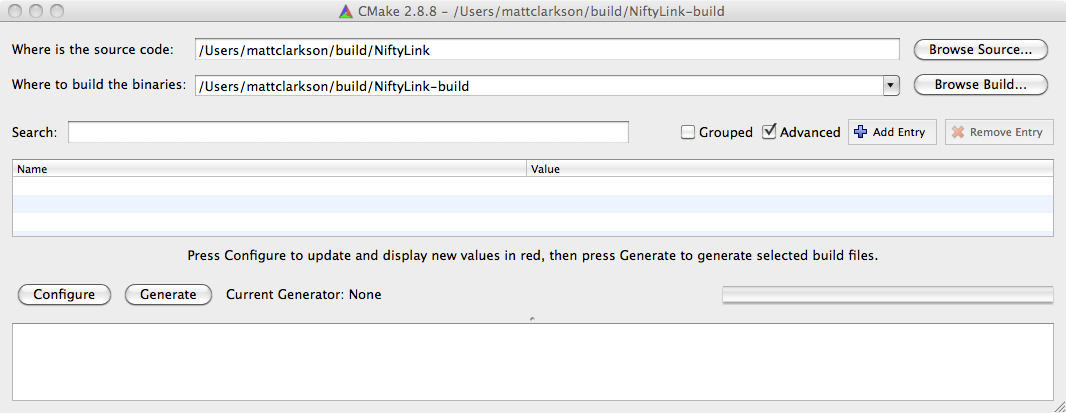 CMake 2.8.8 - /Users/mattclarkson/build/NiftyLink-build
Where is the source code: /Users/mattclarkson/build/NiftyLink Browse Source...
Where to build the binaries: /Users/mattclarkson/build/NiftyLink-build Browse Build...
Search: Grouped Advanced Add Entry Remove Entry
Name Value
Press Configure to update and display new values in red, then press Generate to generate selected build files.
Configure Generate Current Generator: None